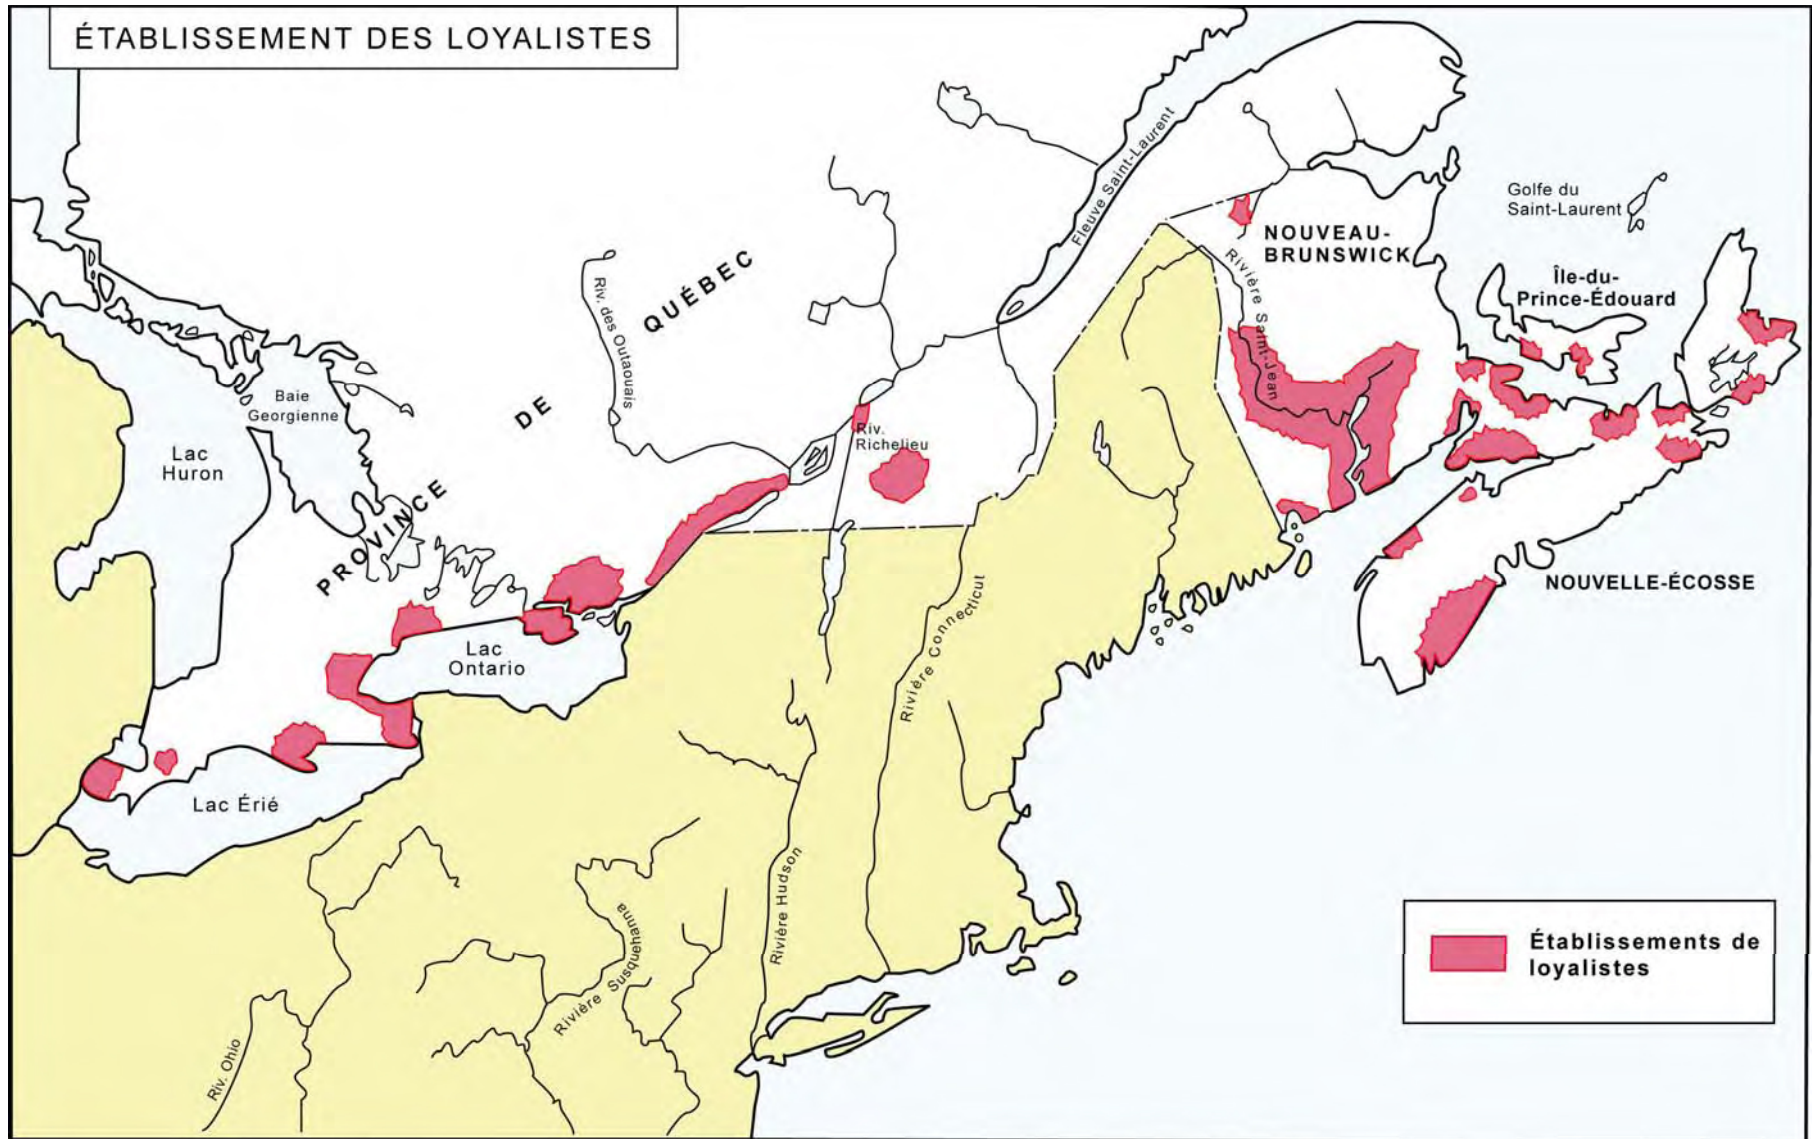 ÉTABLISSEMENT DES LOYALISTES
Fleuve Saint-Laurent
Golfe du
Saint-Laurent
NOUVEAU-
BRUNSWICK
Rivière Saint-Jean
Île-du-
Prince-Édouard
Riv. des Outaouais
PROVINCE DE QUÉBEC
Baie
Georgienne
Lac
Huron
Riv.
Richelieu
NOUVELLE-ÉCOSSE
Lac
Ontario
Rivière Connecticut
Lac Érié
Rivière Hudson
Rivière Susquehanna
Riv. Ohio
Établissements de
loyalistes